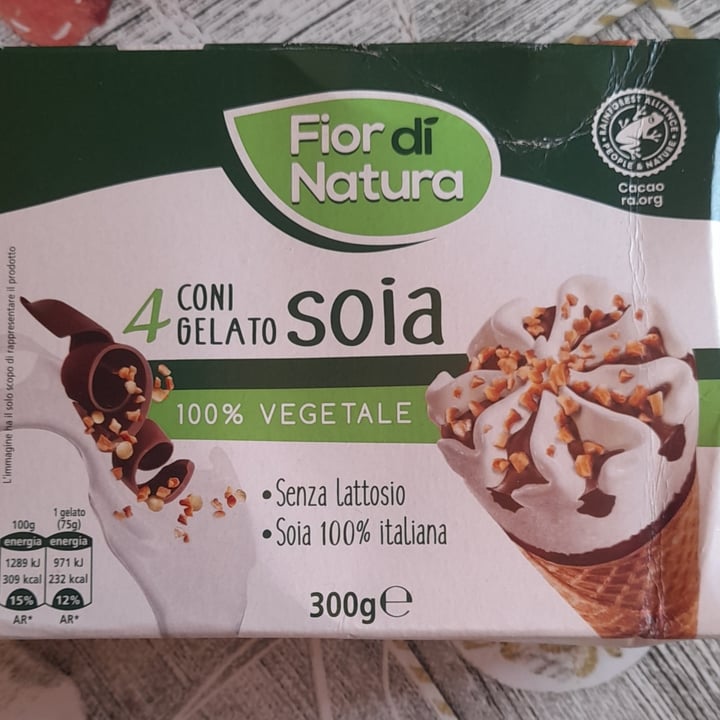 Fior di
Natura
RAINFOREST ALLIANCE
PEOPLE & NATURE
Cacao
ra.org
4 CONI
GELATO
soia
100% VEGETALE
• Senza lattosio
• Soia 100% italiana
300g e
L'immagine ha il solo scopo di rappresentare il prodotto
100g
1 gelato
(75g)
energia energia
1289 kJ 971 kJ
309 kcal 232 kcal
15% 12%
AR* AR*